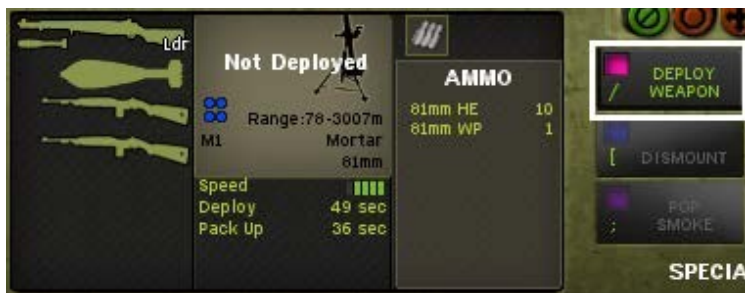 Ldr
Not Deployed
Range:78-3007m
M1 Mortar
81mm
Speed
Deploy 49 sec
Pack Up 36 sec
AMMO
81mm HE 10
81mm WP 1
/ DEPLOY
WEAPON
[ DISMOUNT
POP
; SMOKE
SPECIA